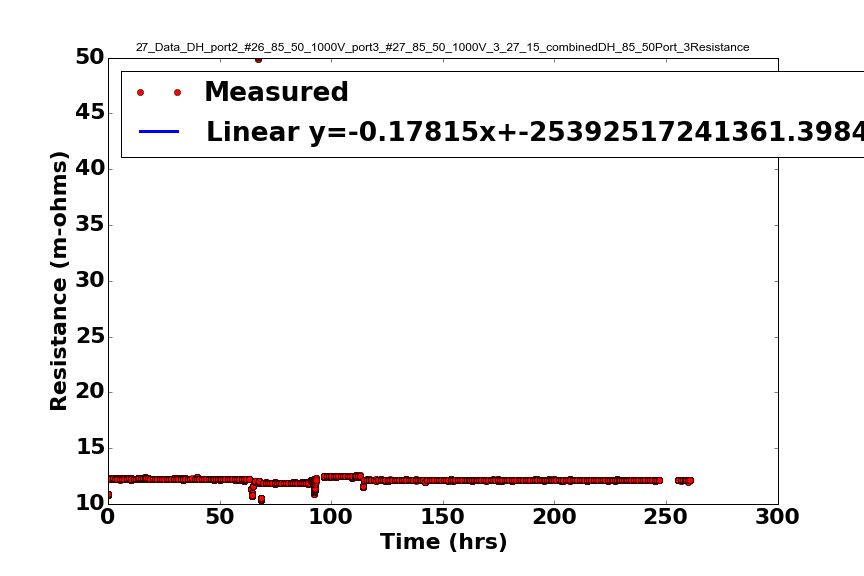 27_Data_DH_port2_#26_85_50_1000V_port3_#27_85_50_1000V_3_27_15_combinedDH_85_50Port_3Resistance
Measured
Linear y=-0.17815x+-25392517241361.3984
50
45
40
35
30
25
20
15
10
Resistance (m-ohms)
0 50 100 150 200 250 300
Time (hrs)